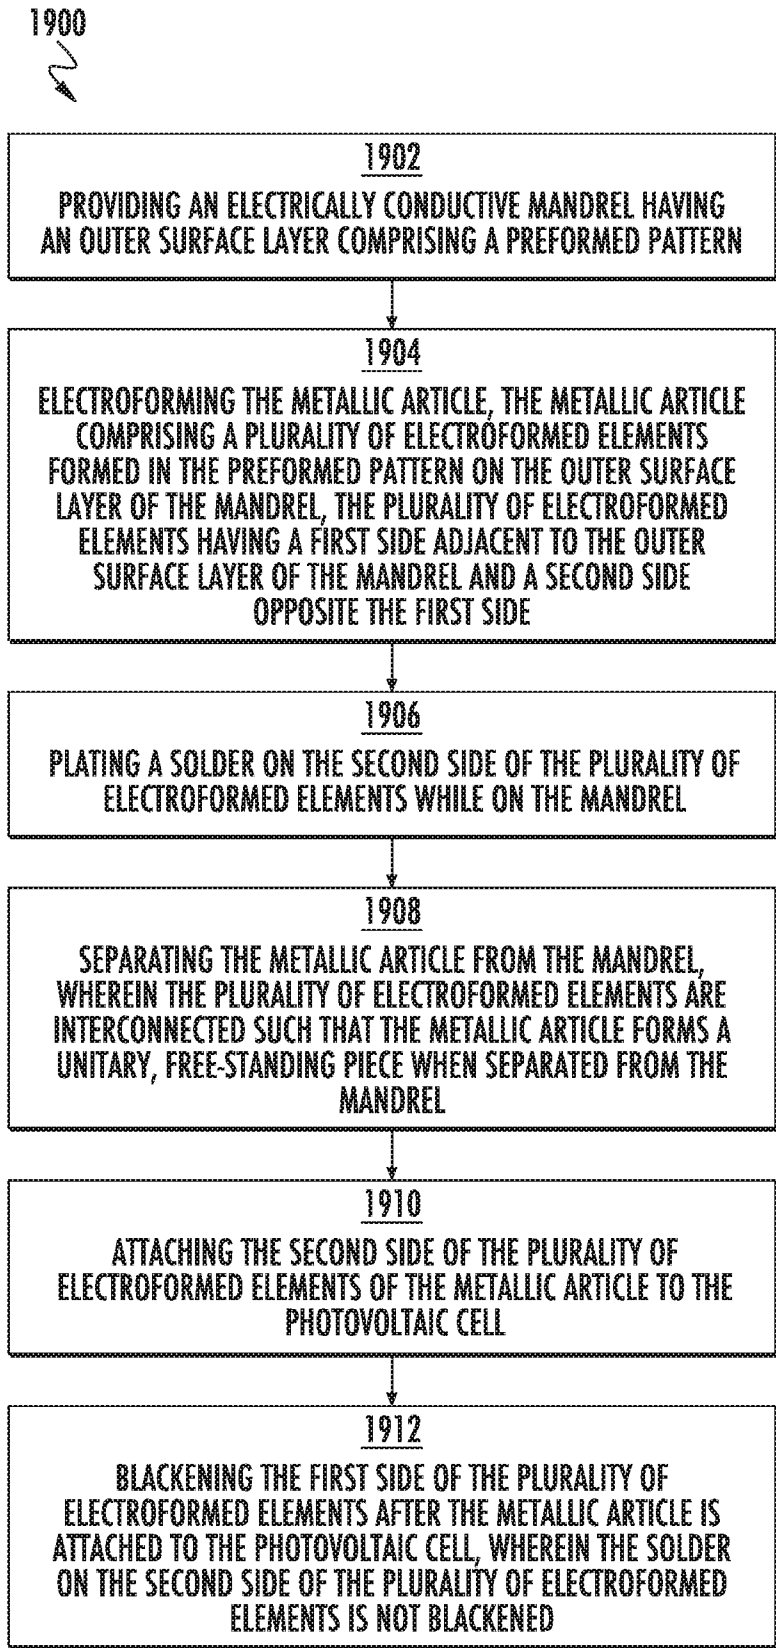 1900
1902
PROVIDING AN ELECTRICALLY CONDUCTIVE MANDREL HAVING
AN OUTER SURFACE LAYER COMPRISING A PREFORMED PATTERN
1904
ELECTROFORMING THE METALLIC ARTICLE, THE METALLIC ARTICLE
COMPRISING A PLURALITY OF ELECTROFORMED ELEMENTS
FORMED IN THE PREFORMED PATTERN ON THE OUTER SURFACE
LAYER OF THE MANDREL, THE PLURALITY OF ELECTROFORMED
ELEMENTS HAVING A FIRST SIDE ADJACENT TO THE OUTER
SURFACE LAYER OF THE MANDREL AND A SECOND SIDE
OPPOSITE THE FIRST SIDE
1906
PLATING A SOLDER ON THE SECOND SIDE OF THE PLURALITY OF
ELECTROFORMED ELEMENTS WHILE ON THE MANDREL
1908
SEPARATING THE METALLIC ARTICLE FROM THE MANDREL,
WHEREIN THE PLURALITY OF ELECTROFORMED ELEMENTS ARE
INTERCONNECTED SUCH THAT THE METALLIC ARTICLE FORMS A
UNITARY, FREE-STANDING PIECE WHEN SEPARATED FROM THE
MANDREL
1910
ATTACHING THE SECOND SIDE OF THE PLURALITY OF
ELECTROFORMED ELEMENTS OF THE METALLIC ARTICLE TO THE
PHOTOVOLTAIC CELL
1912
BLACKENING THE FIRST SIDE OF THE PLURALITY OF
ELECTROFORMED ELEMENTS AFTER THE METALLIC ARTICLE IS
ATTACHED TO THE PHOTOVOLTAIC CELL, WHEREIN THE SOLDER
ON THE SECOND SIDE OF THE PLURALITY OF ELECTROFORMED
ELEMENTS IS NOT BLACKENED